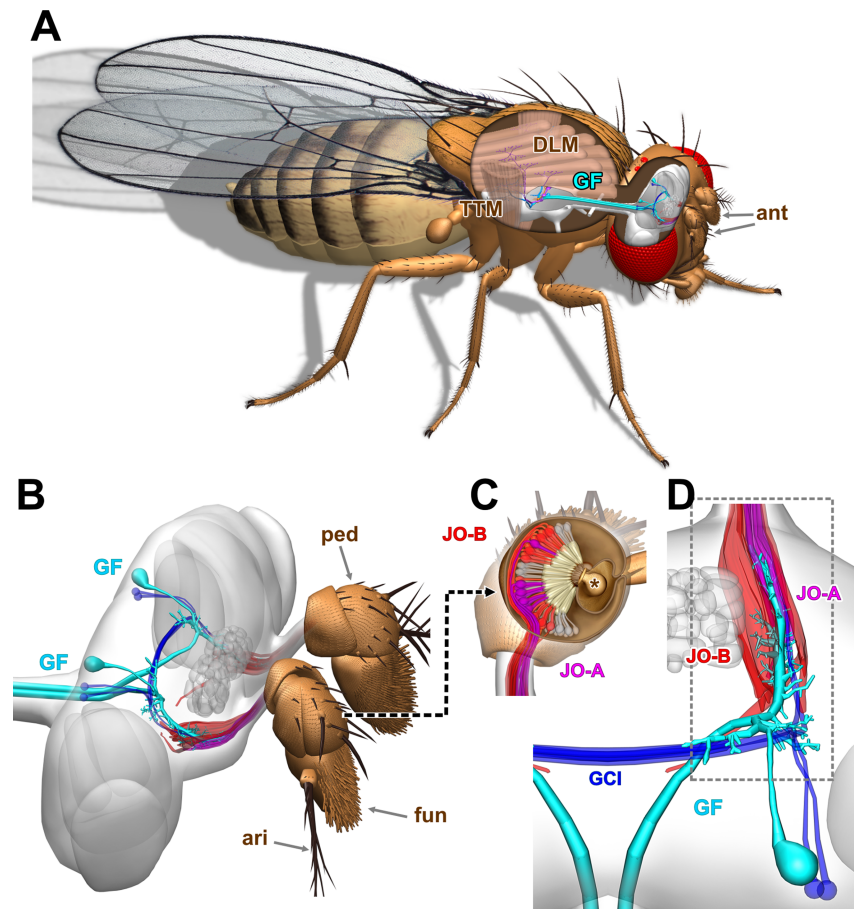 A
DLM
GF
TTM
ant
B
ped
GF
GF
fun
ari
C
JO-B
*
JO-A
D
JO-A
JO-B
GCI
GF